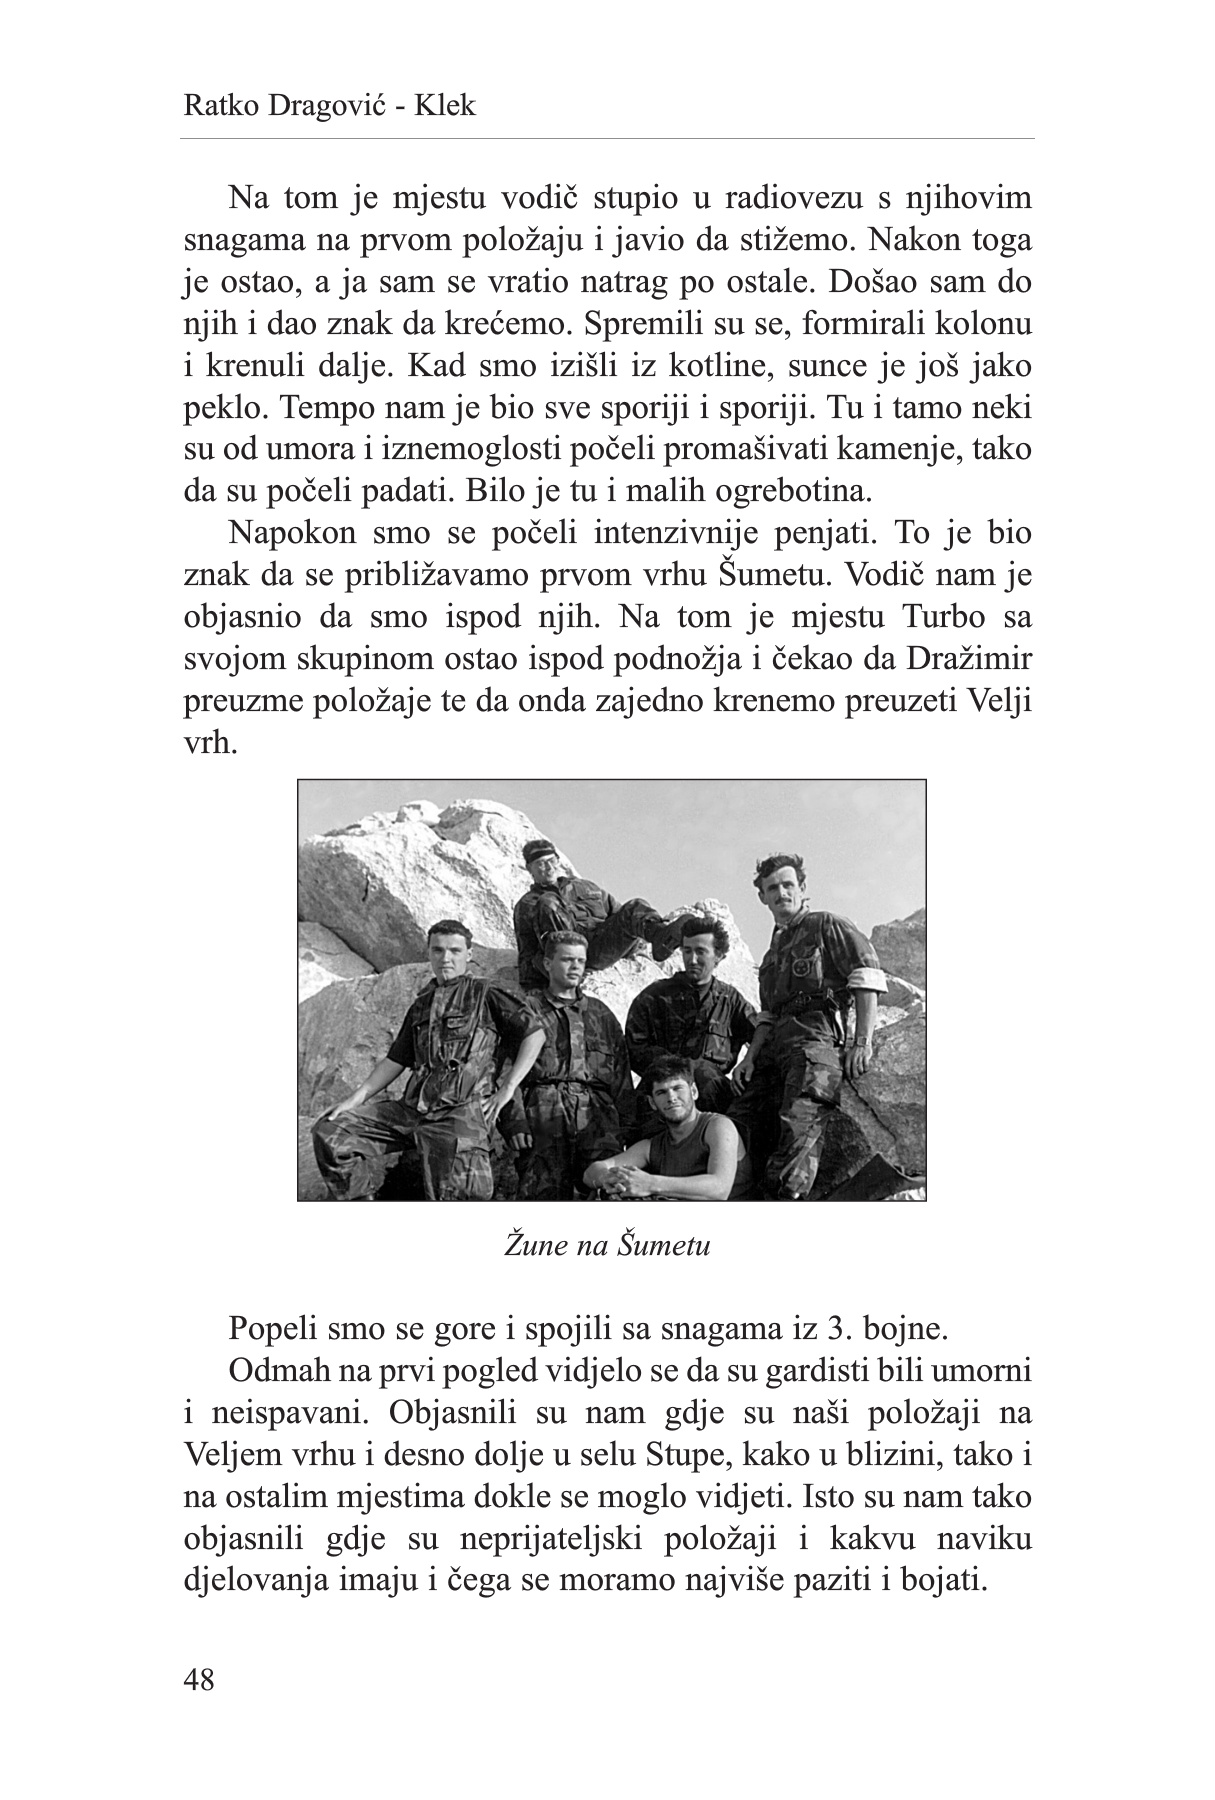 Ratko Dragović - Klek
Na tom je mjestu vodič stupio u radiovezu s njihovim
snagama na prvom položaju i javio da stižemo. Nakon toga
je ostao, a ja sam se vratio natrag po ostale. Došao sam do
njih i dao znak da krećemo. Spremili su se, formirali kolonu
i krenuli dalje. Kad smo izišli iz kotline, sunce je još jako
peklo. Tempo nam je bio sve sporiji i sporiji. Tu i tamo neki
su od umora i iznemoglosti počeli promašivati kamenje, tako
da su počeli padati. Bilo je tu i malih ogrebotina.
Napokon smo se počeli intenzivnije penjati. To je bio
znak da se približavamo prvom vrhu Šumetu. Vodič nam je
objasnio da smo ispod njih. Na tom je mjestu Turbo sa
svojom skupinom ostao ispod podnožja i čekao da Dražimir
preuzme položaje te da onda zajedno krenemo preuzeti Velji
vrh.
Žune na Šumetu
Popeli smo se gore i spojili sa snagama iz 3. bojne.
Odmah na prvi pogled vidjelo se da su gardisti bili umorni
i neispavani. Objasnili su nam gdje su naši položaji na
Veljem vrhu i desno dolje u selu Stupe, kako u blizini, tako i
na ostalim mjestima dokle se moglo vidjeti. Isto su nam tako
objasnili gdje su neprijateljski položaji i kakvu naviku
djelovanja imaju i čega se moramo najviše paziti i bojati.
48